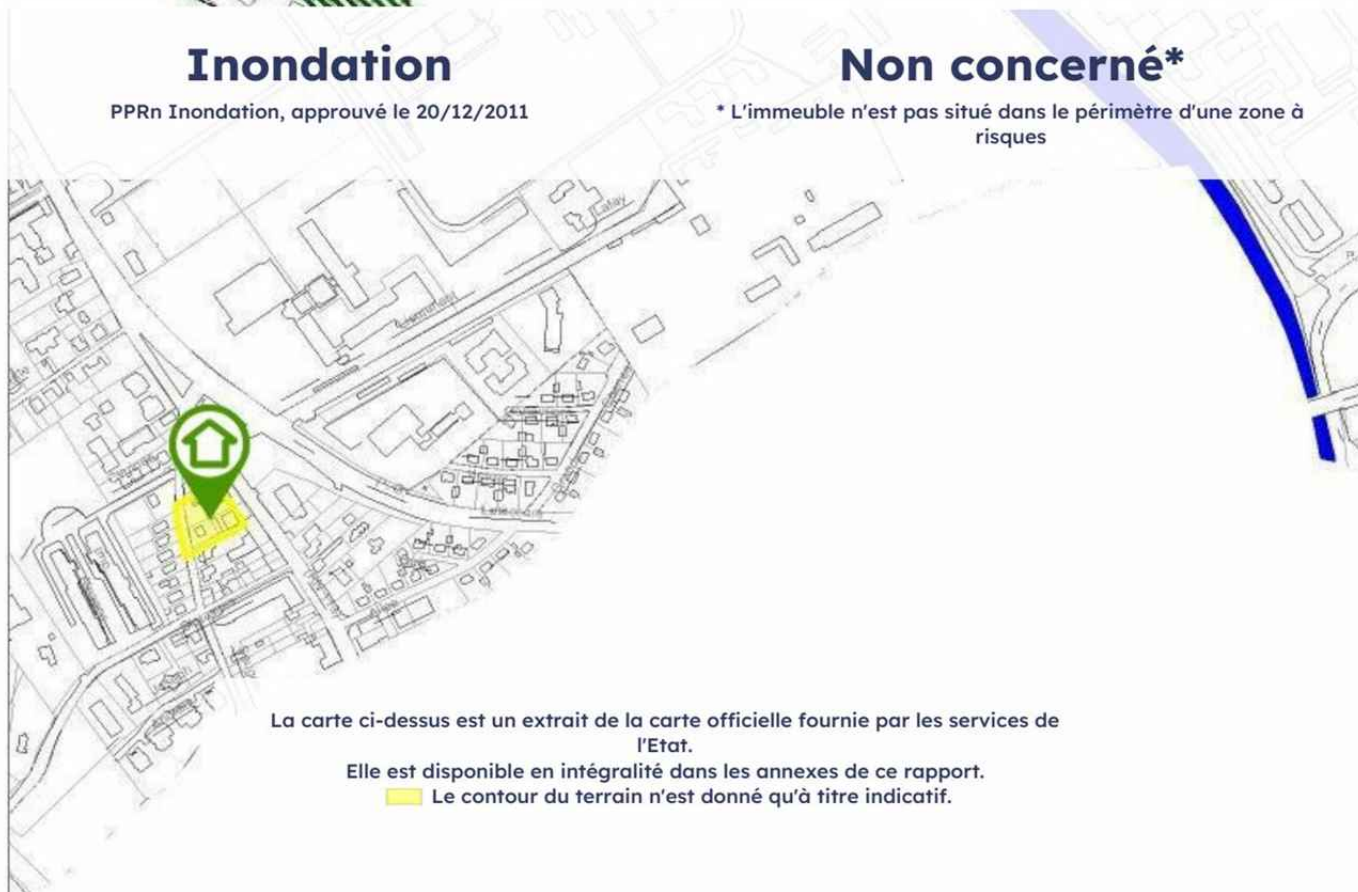 Inondation
PPRn Inondation, approuvé le 20/12/2011
Non concerné*
* L'immeuble n'est pas situé dans le périmètre d'une zone à
risques
La carte ci-dessus est un extrait de la carte officielle fournie par les services de
l'Etat.
Elle est disponible en intégralité dans les annexes de ce rapport.
Le contour du terrain n'est donné qu'à titre indicatif.